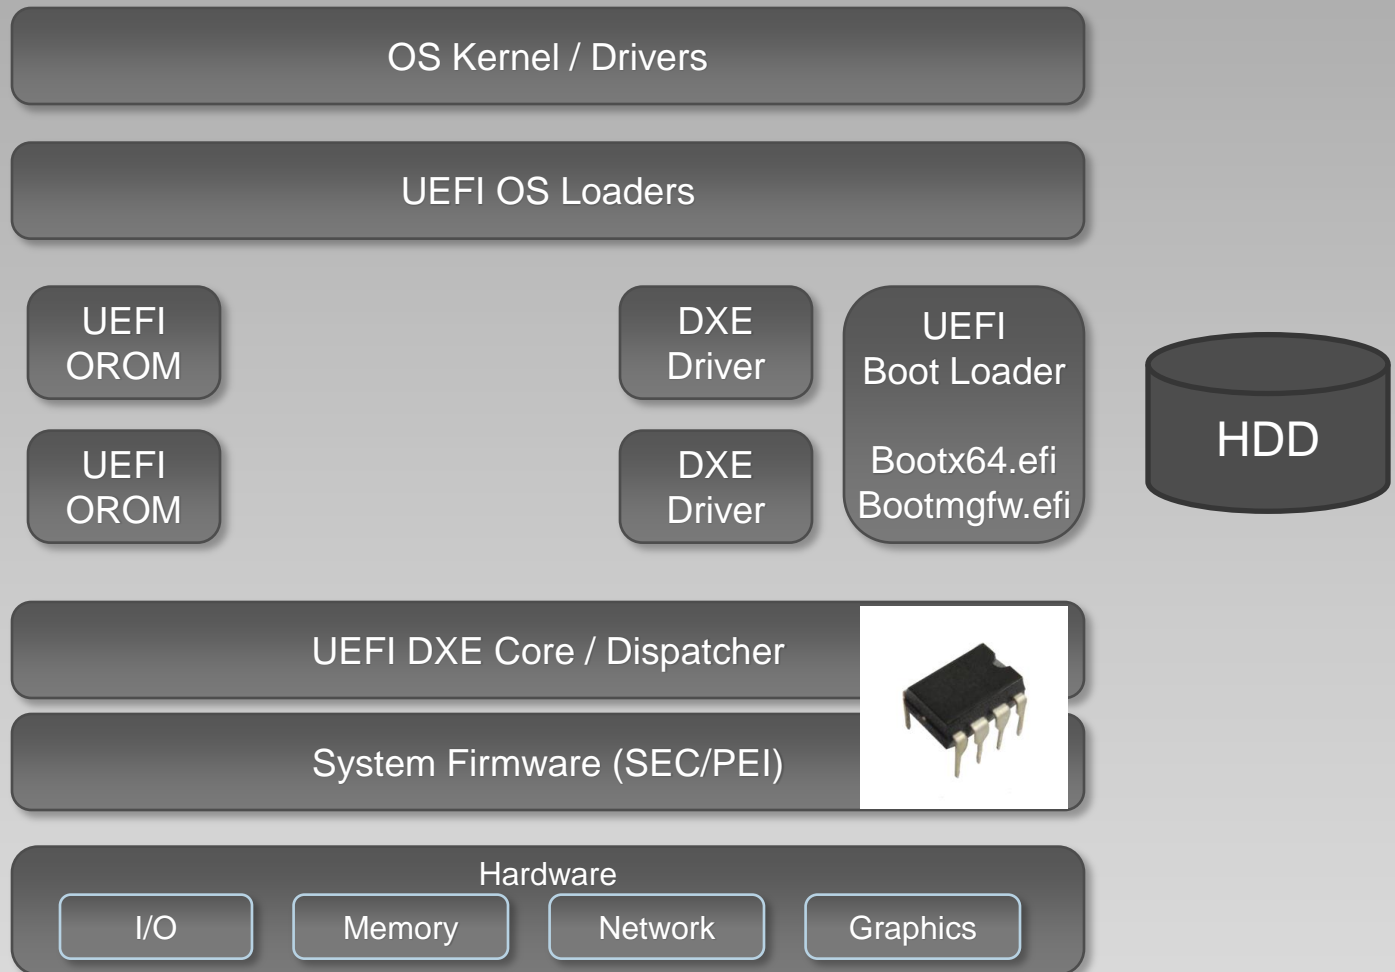 OS Kernel / Drivers
UEFI OS Loaders
UEFI
OROM
DXE
Driver
UEFI
Boot Loader
Bootx64.efi
Bootmgfw.efi
HDD
UEFI
OROM
DXE
Driver
UEFI DXE Core / Dispatcher
System Firmware (SEC/PEI)
Hardware
I/O
Memory
Network
Graphics